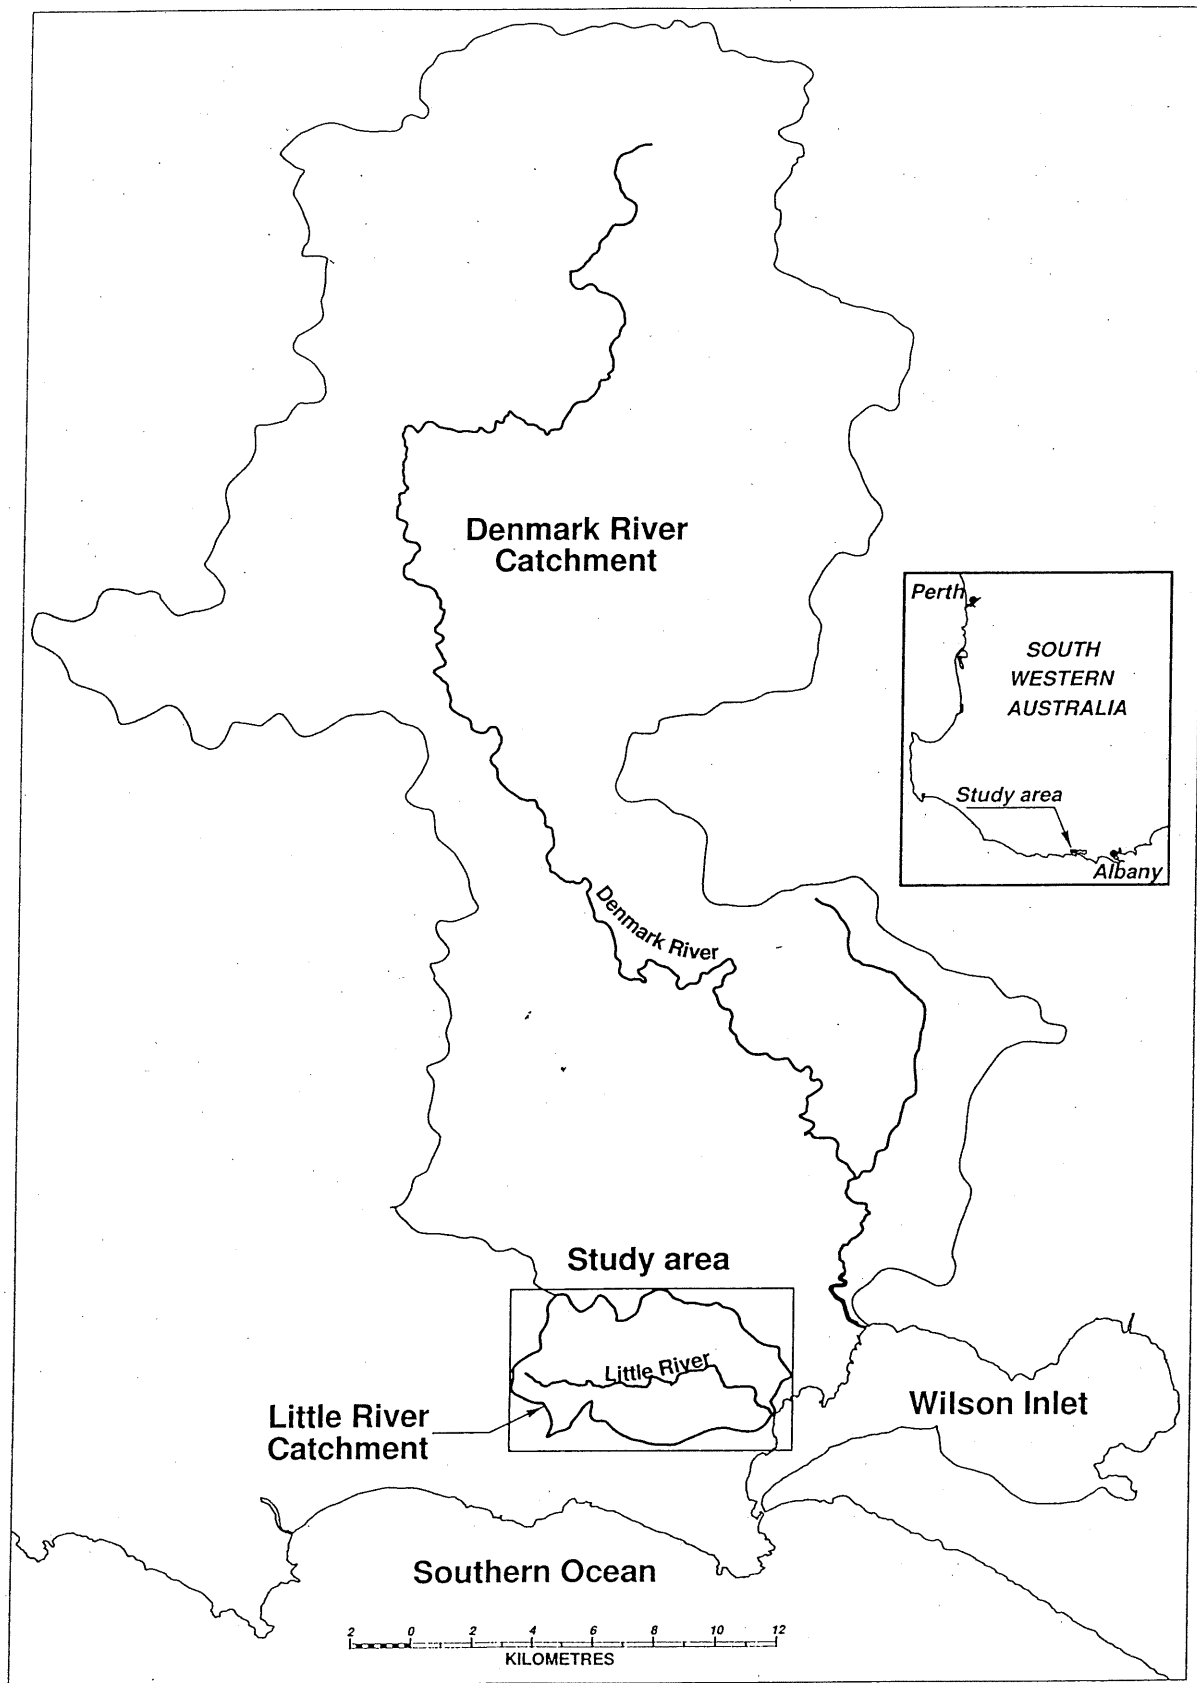 Denmark River
Catchment
Perth
SOUTH
WESTERN
AUSTRALIA
Study area
Albany
Denmark River
Study area
Little River
Little River
Catchment
Wilson Inlet
Southern Ocean
2 0 2 4 6 8 10 12
KILOMETRES